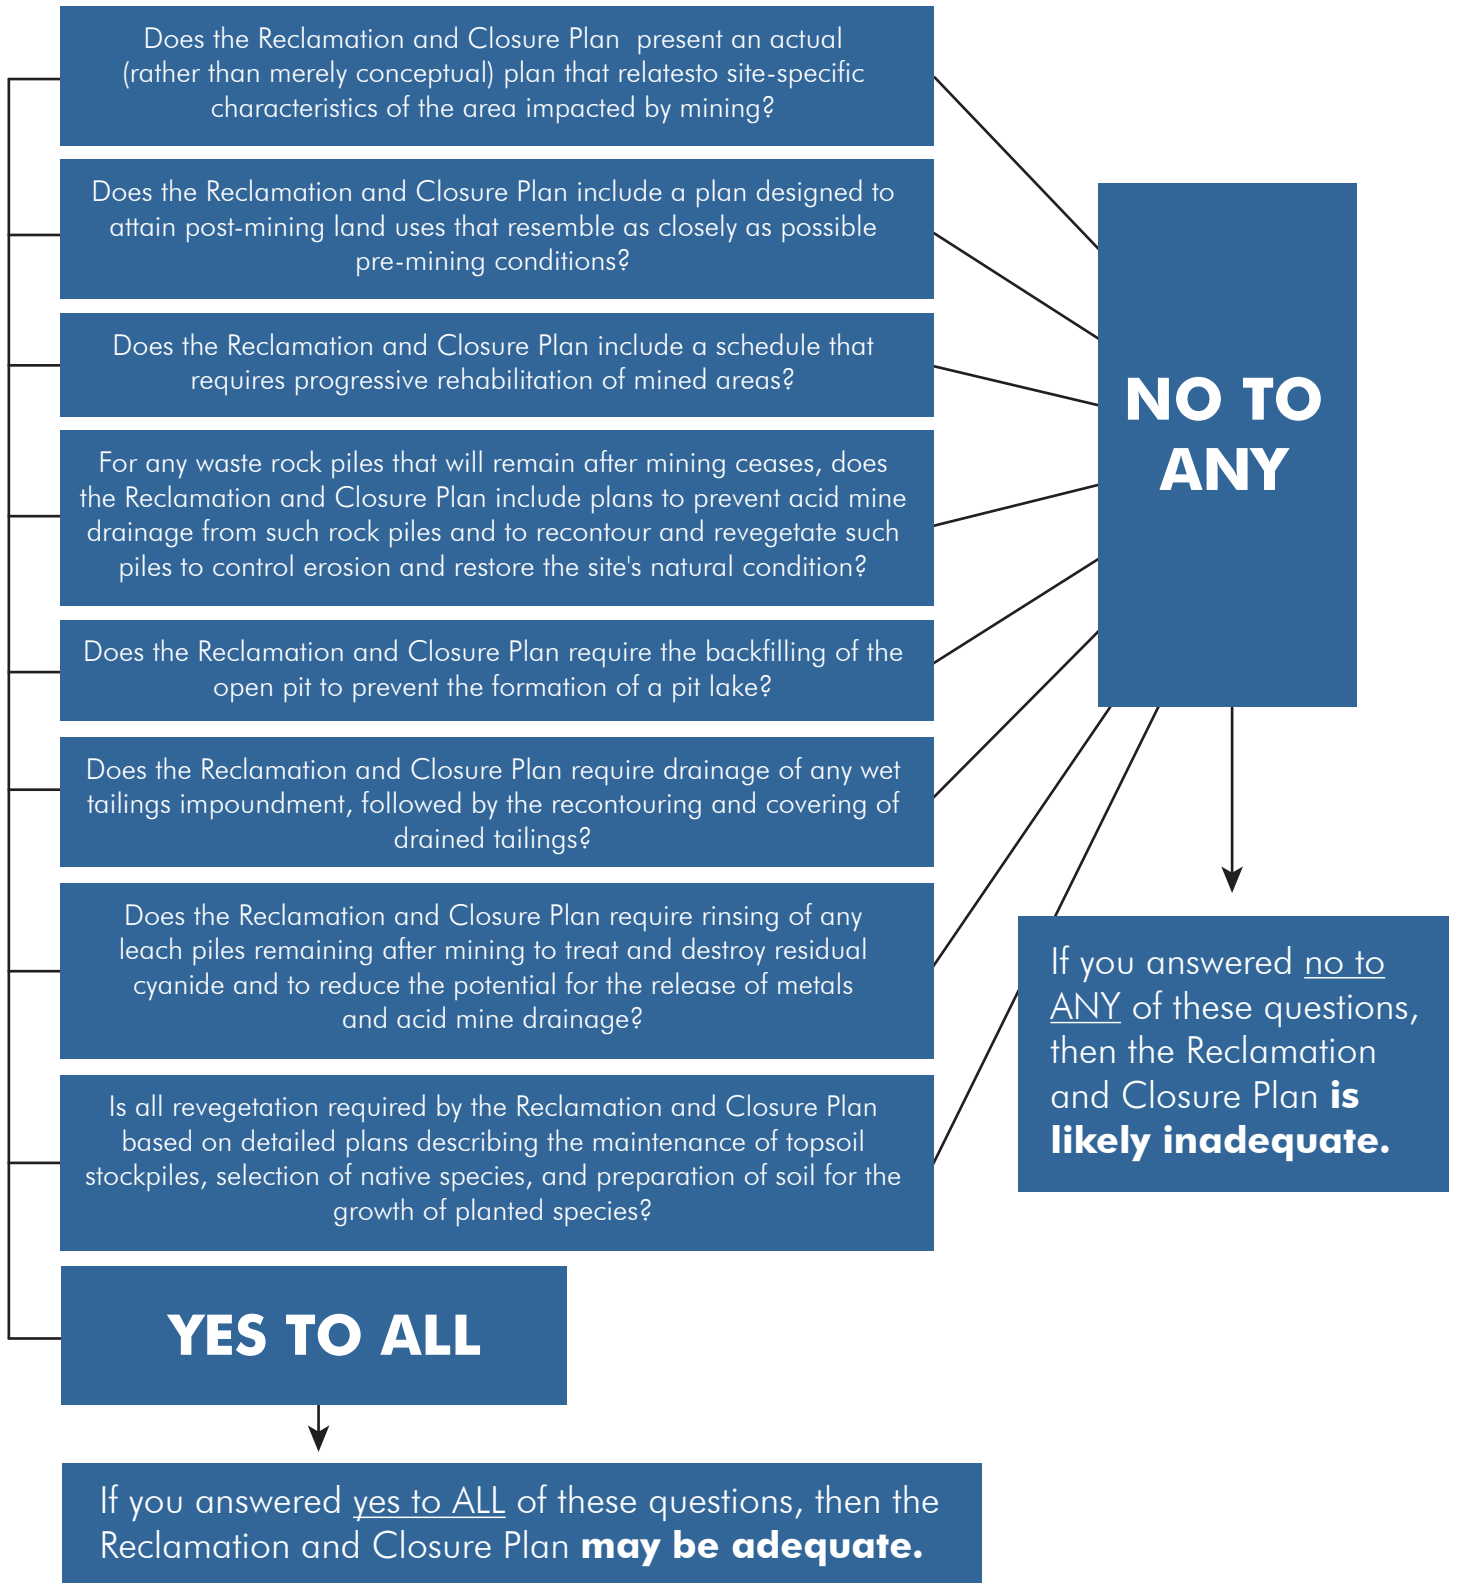 Does the Reclamation and Closure Plan  present an actual
(rather than merely conceptual) plan that relatesto site-specific
characteristics of the area impacted by mining?
Does the Reclamation and Closure Plan include a plan designed to
attain post-mining land uses that resemble as closely as possible
pre-mining conditions?
Does the Reclamation and Closure Plan include a schedule that
requires progressive rehabilitation of mined areas?
For any waste rock piles that will remain after mining ceases, does
the Reclamation and Closure Plan include plans to prevent acid mine
drainage from such rock piles and to recontour and revegetate such
piles to control erosion and restore the site's natural condition?
Does the Reclamation and Closure Plan require the backfilling of the
open pit to prevent the formation of a pit lake?
Does the Reclamation and Closure Plan require drainage of any wet
tailings impoundment, followed by the recontouring and covering of
drained tailings?
Does the Reclamation and Closure Plan require rinsing of any
leach piles remaining after mining to treat and destroy residual
cyanide and to reduce the potential for the release of metals
and acid mine drainage?
Is all revegetation required by the Reclamation and Closure Plan
based on detailed plans describing the maintenance of topsoil
stockpiles, selection of native species, and preparation of soil for the
growth of planted species?
NO TO
ANY
If you answered no to
ANY of these questions,
then the Reclamation
and Closure Plan is
likely inadequate.
YES TO ALL
If you answered yes to ALL of these questions, then the
Reclamation and Closure Plan may be adequate.